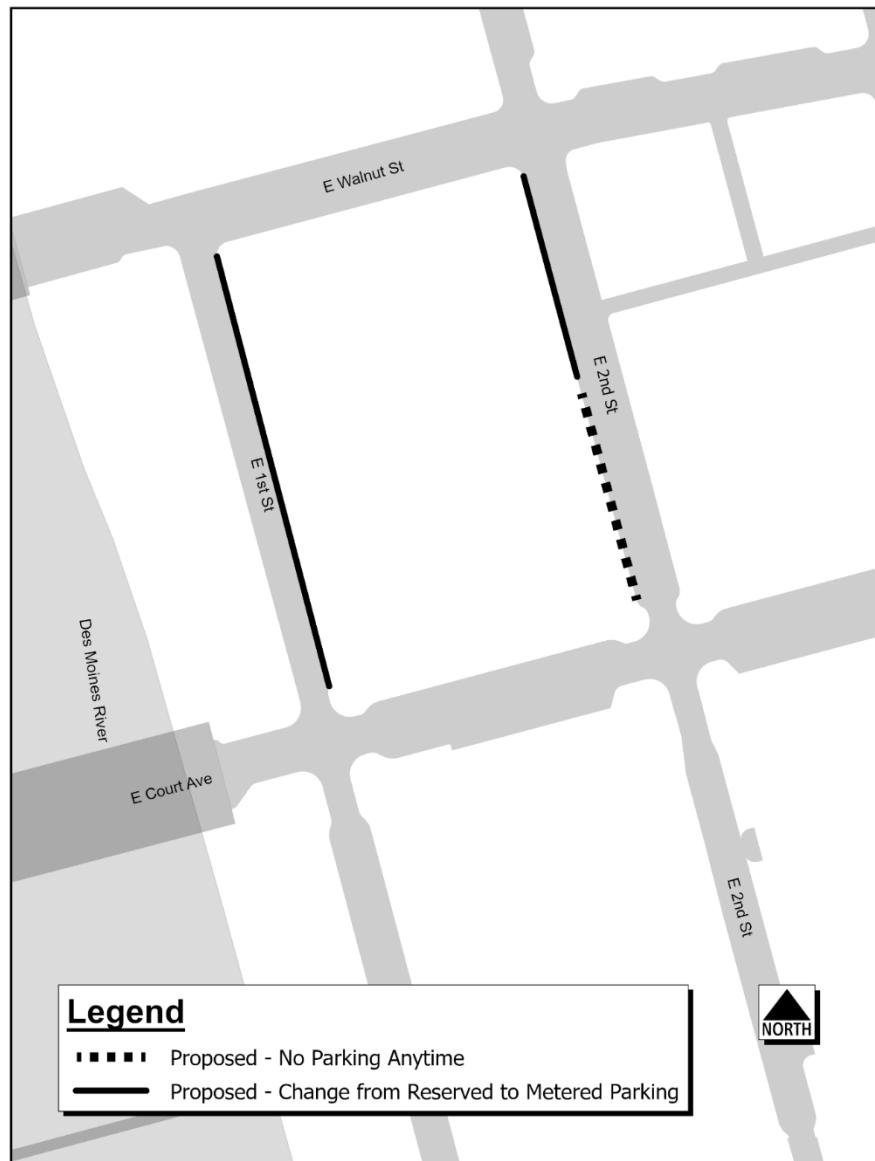 E Walnut St
E 2nd St
E 1st St
Des Moines River
E Court Ave
E 2nd St
Legend
Proposed - No Parking Anytime
Proposed - Change from Reserved to Metered Parking
NORTH